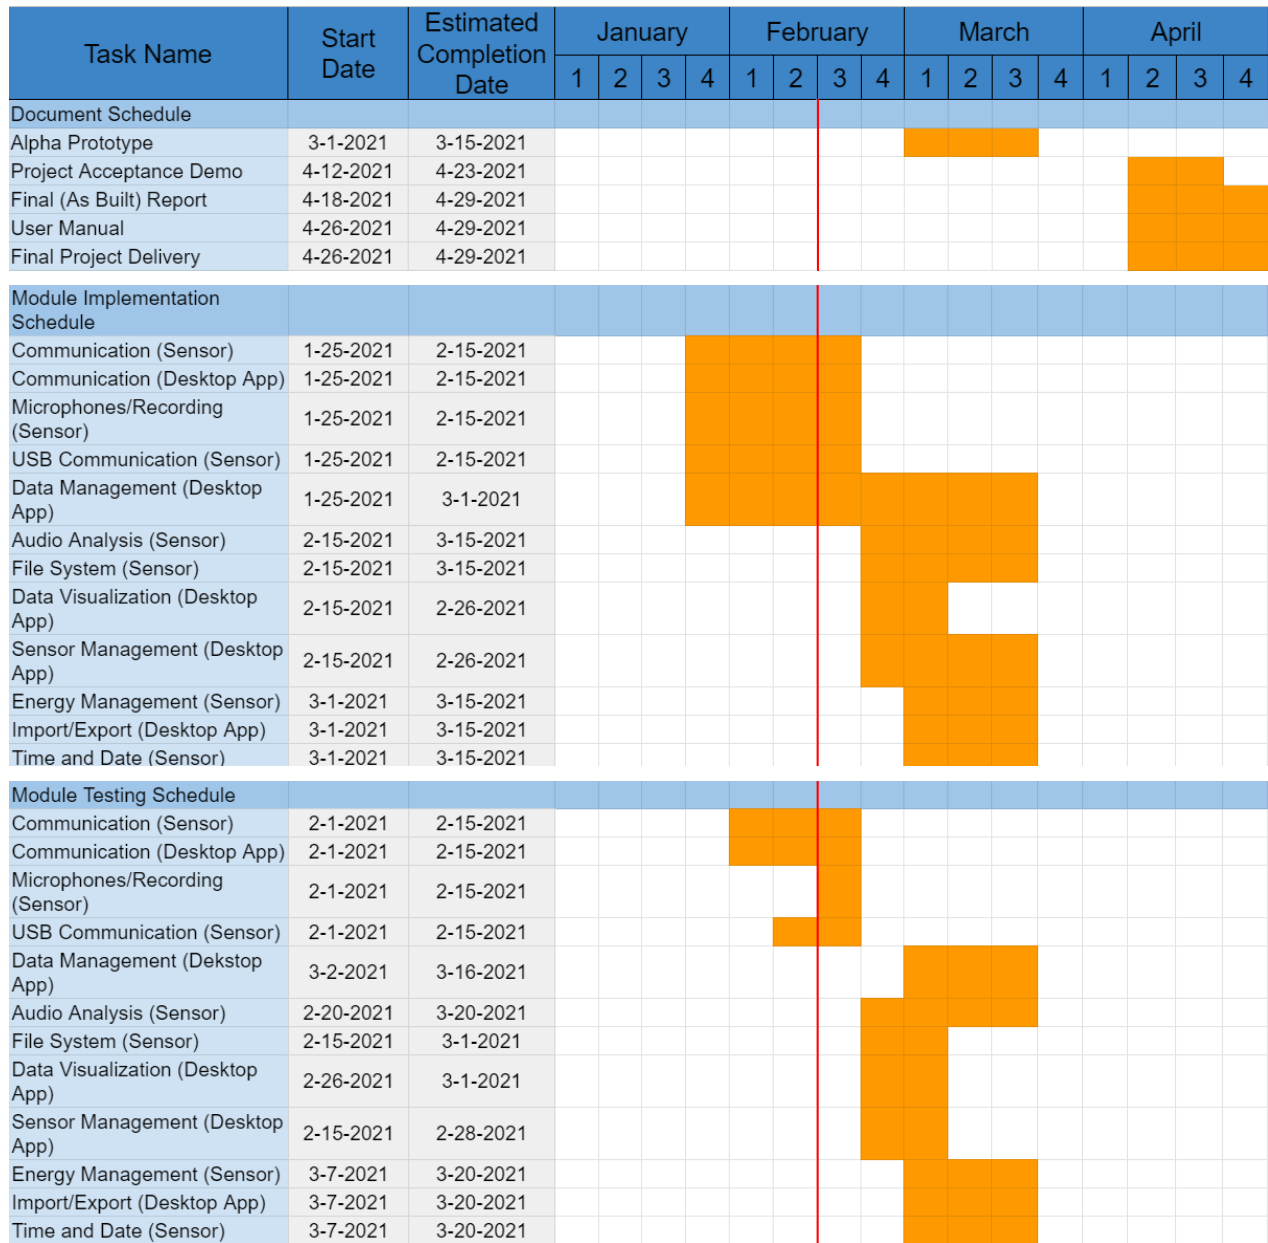 Task Name Start Date Estimated Completion Date January February March April
1 2 3 4 1 2 3 4 1 2 3 4 1 2 3 4
Document Schedule
Alpha Prototype 3-1-2021 3-15-2021
Project Acceptance Demo 4-12-2021 4-23-2021
Final (As Built) Report 4-18-2021 4-29-2021
User Manual 4-26-2021 4-29-2021
Final Project Delivery 4-26-2021 4-29-2021
Module Implementation
Schedule
Communication (Sensor) 1-25-2021 2-15-2021
Communication (Desktop App) 1-25-2021 2-15-2021
Microphones/Recording
(Sensor) 1-25-2021 2-15-2021
USB Communication (Sensor) 1-25-2021 2-15-2021
Data Management (Desktop
App) 1-25-2021 3-1-2021
Audio Analysis (Sensor) 2-15-2021 3-15-2021
File System (Sensor) 2-15-2021 3-15-2021
Data Visualization (Desktop
App) 2-15-2021 2-26-2021
Sensor Management (Desktop
App) 2-15-2021 2-26-2021
Energy Management (Sensor) 3-1-2021 3-15-2021
Import/Export (Desktop App) 3-1-2021 3-15-2021
Time and Date (Sensor) 3-1-2021 3-15-2021
Module Testing Schedule
Communication (Sensor) 2-1-2021 2-15-2021
Communication (Desktop App) 2-1-2021 2-15-2021
Microphones/Recording
(Sensor) 2-1-2021 2-15-2021
USB Communication (Sensor) 2-1-2021 2-15-2021
Data Management (Dekstop
App) 3-2-2021 3-16-2021
Audio Analysis (Sensor) 2-20-2021 3-20-2021
File System (Sensor) 2-15-2021 3-1-2021
Data Visualization (Desktop
App) 2-26-2021 3-1-2021
Sensor Management (Desktop
App) 2-15-2021 2-28-2021
Energy Management (Sensor) 3-7-2021 3-20-2021
Import/Export (Desktop App) 3-7-2021 3-20-2021
Time and Date (Sensor) 3-7-2021 3-20-2021